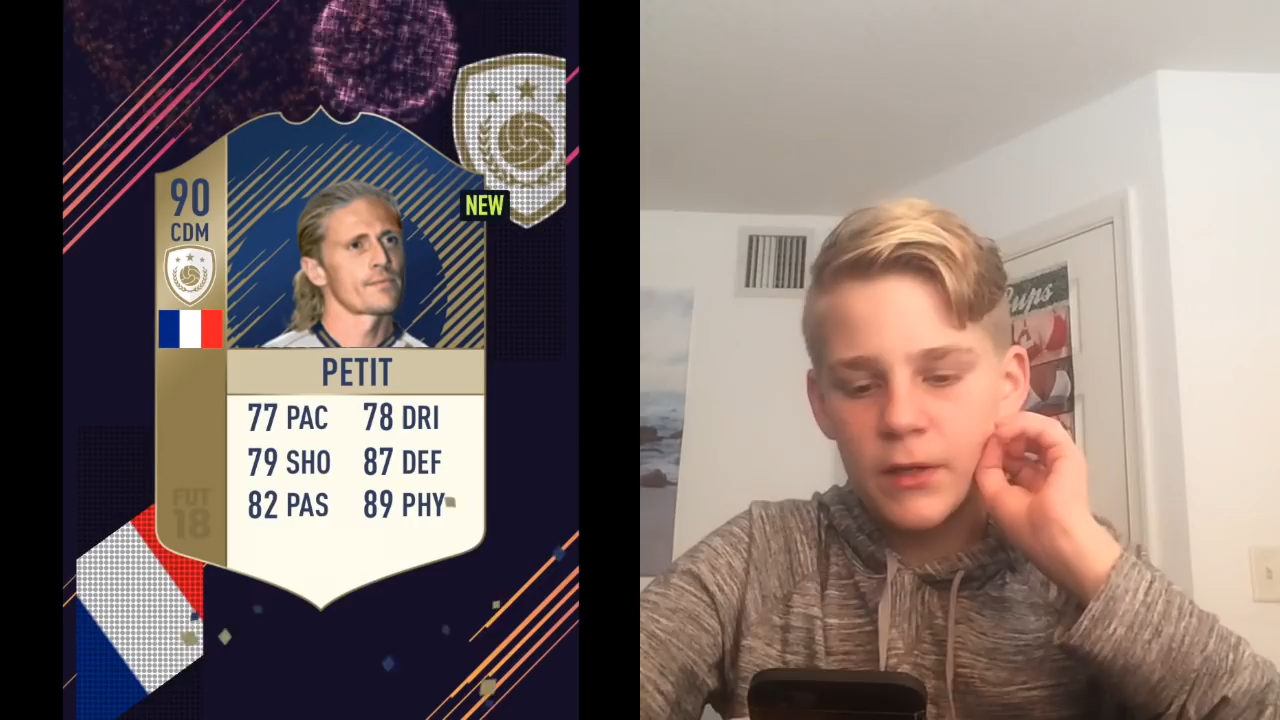 90
CDM
NEW
PETIT
77 PAC 78 DRI
79 SHO 87 DEF
82 PAS 89 PHY
FUT
18